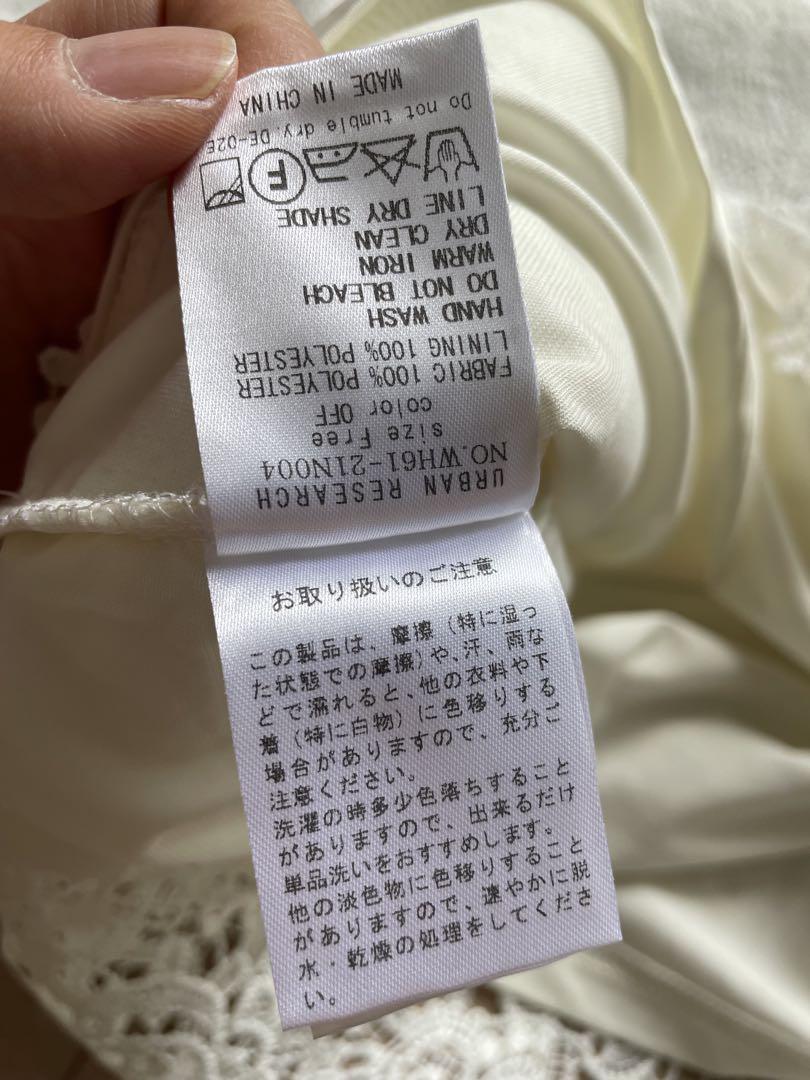 URBAN RESEARCH
NO.WH61-21N004
size Free
color OFF
FABRIC 100% POLYESTER
LINING 100% POLYESTER
HAND WASH
DO NOT BLEACH
WARM IRON
DRY CLEAN
LINE DRY SHADE
F
Do not tumble dry. DE-02E
MADE IN CHINA
お取り扱いのご注意
この製品は、摩擦(特に湿っ
た状態での摩擦)や、汗、雨な
どで濡れると、他の衣料や下
着(特に白物)に色移りする
場合がありますので、充分ご
注意ください。
洗濯の時多少色落ちすること
がありますので、出来るだけ
単品洗いをおすすめします。
他の淡色物に色移りすること
がありますので、速やかに脱
水・乾燥の処理をしてくださ
い。